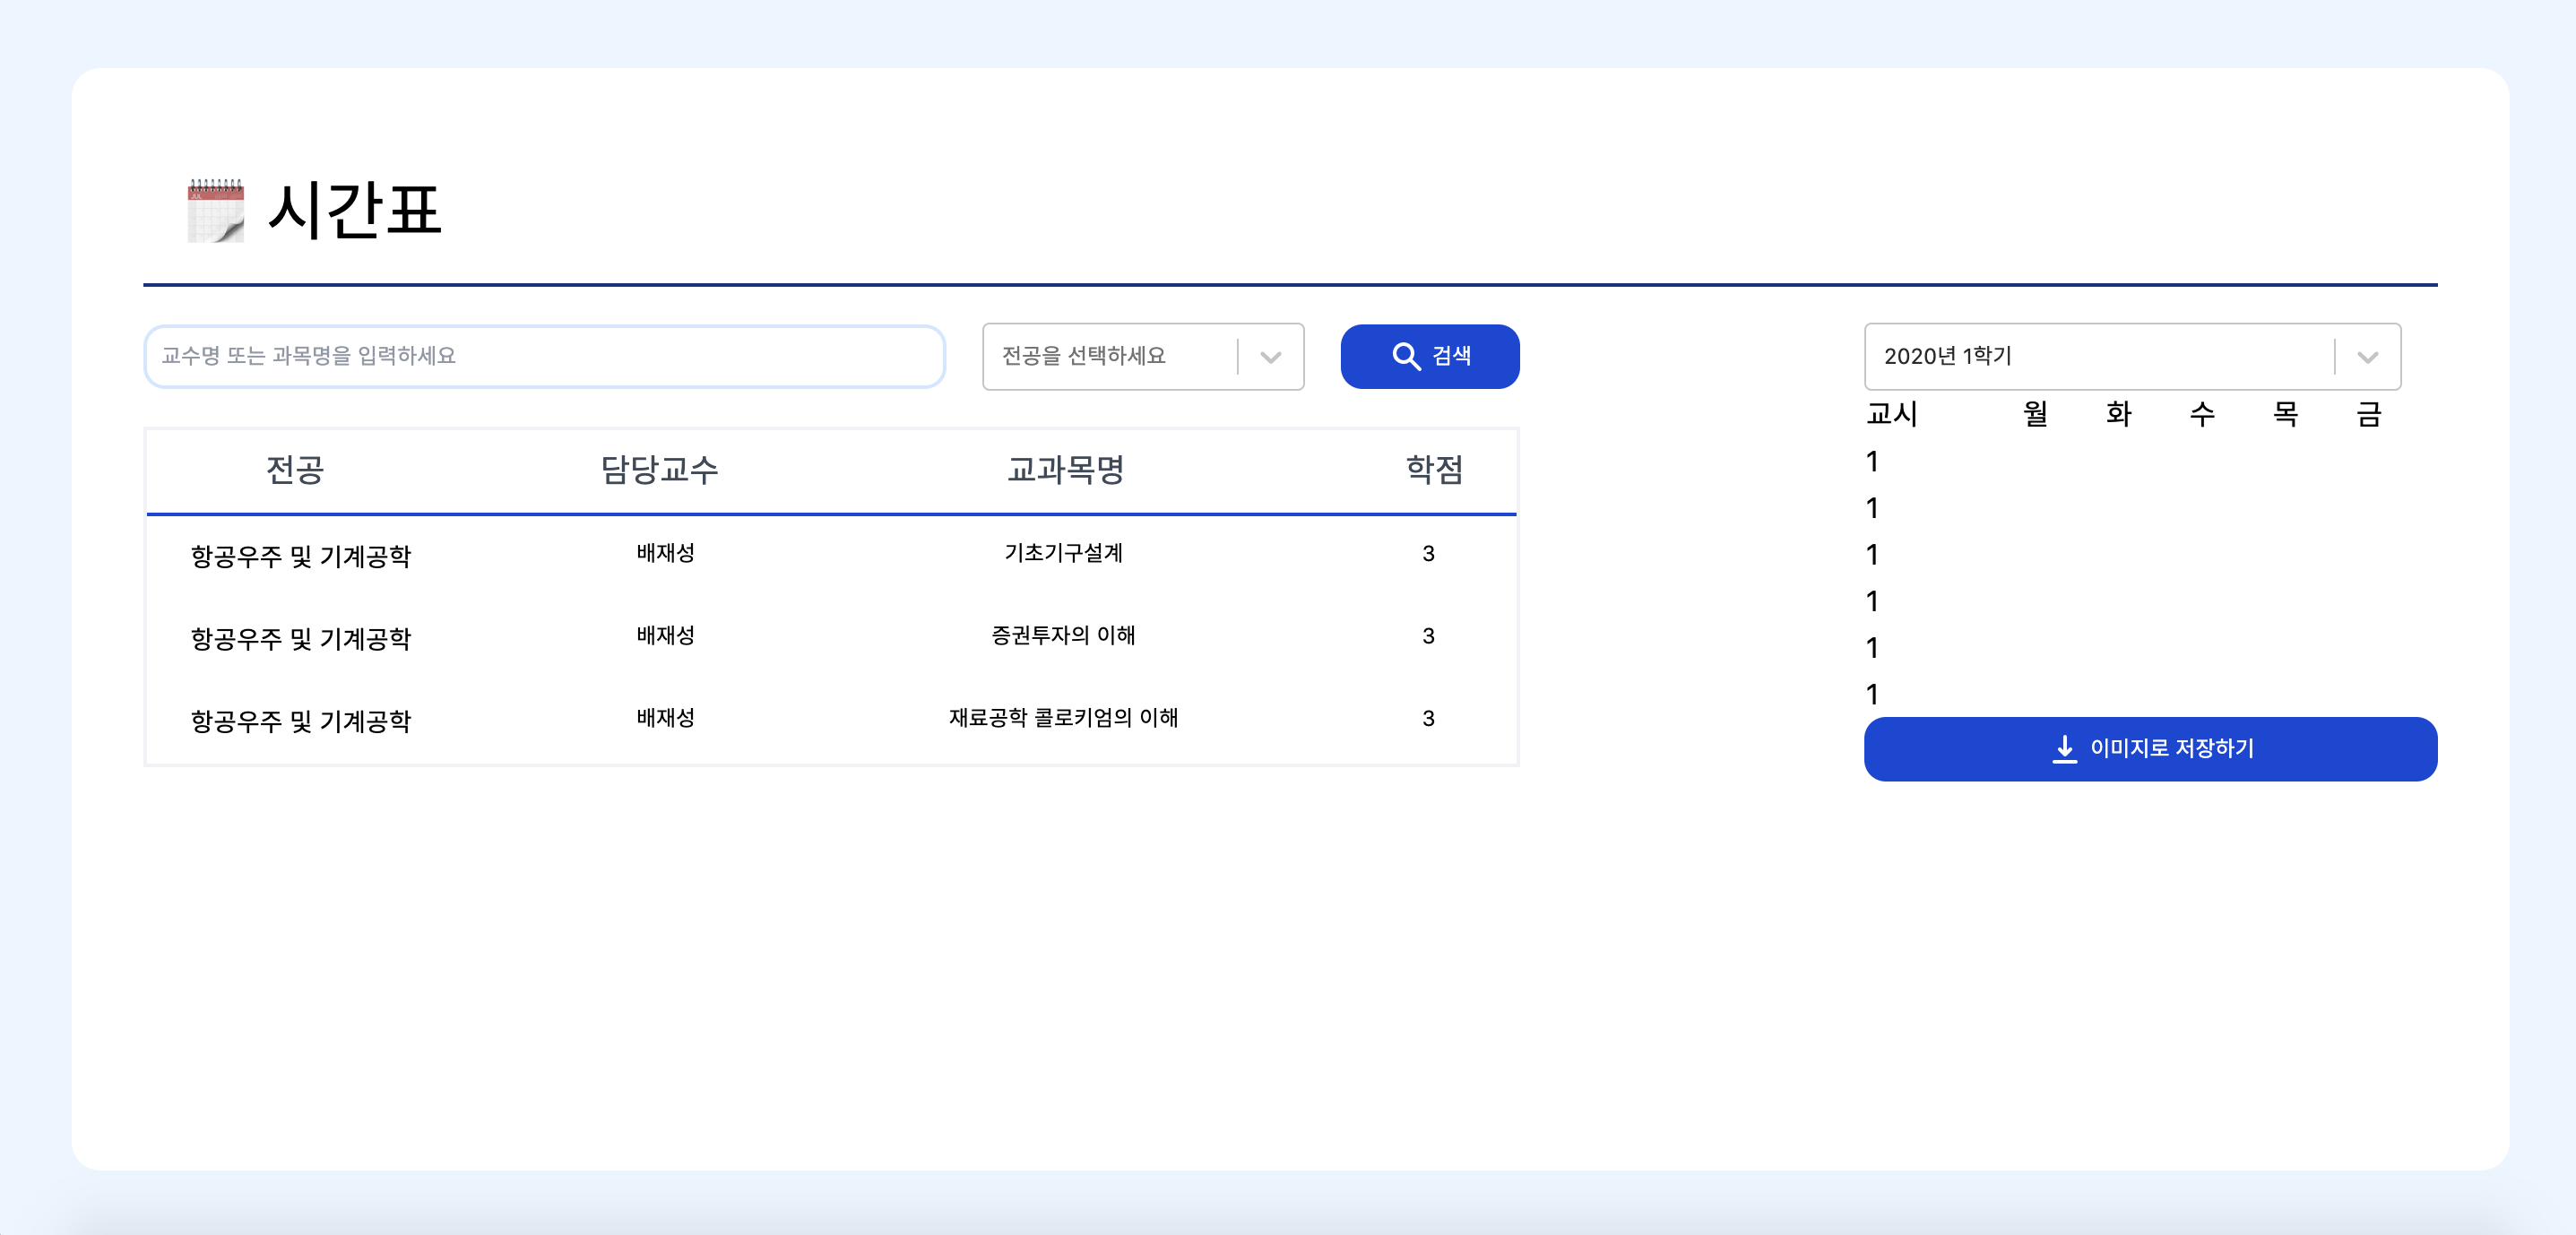 시간표
교수명 또는 과목명을 입력하세요
전공을 선택하세요
검색
전공 담당교수 교과목명 학점
항공우주 및 기계공학 배재성 기초기구설계 3
항공우주 및 기계공학 배재성 증권투자의 이해 3
항공우주 및 기계공학 배재성 재료공학 콜로키엄의 이해 3
2020년 1학기
교시 월 화 수 목 금
1
1
1
1
1
1
이미지로 저장하기